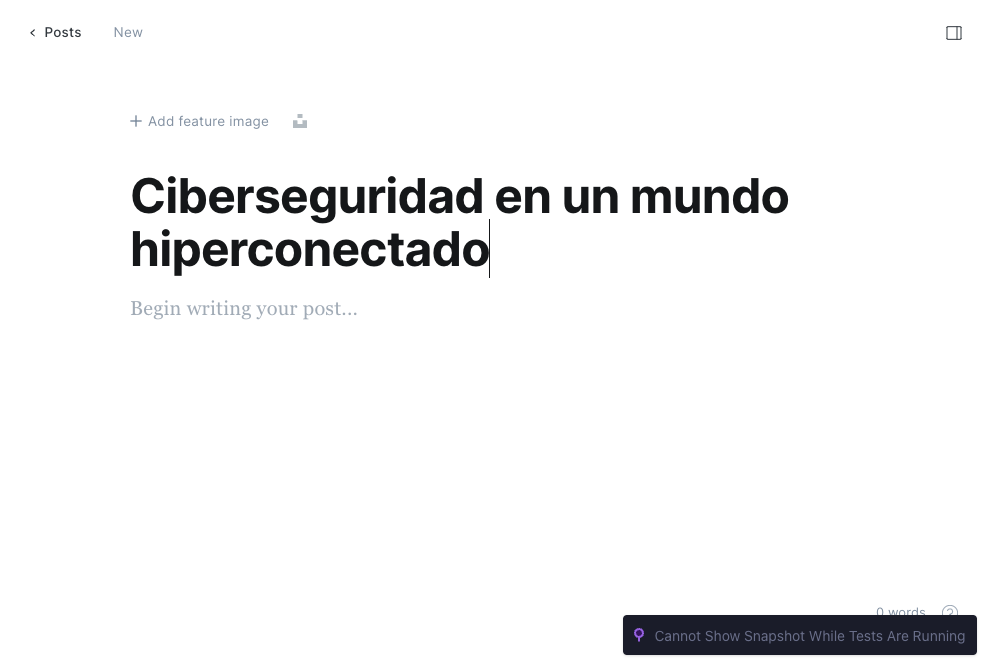 Posts New
Add feature image
Ciberseguridad en un mundo
hiperconectado
Begin writing your post...
0 words ?
Cannot Show Snapshot While Tests Are Running